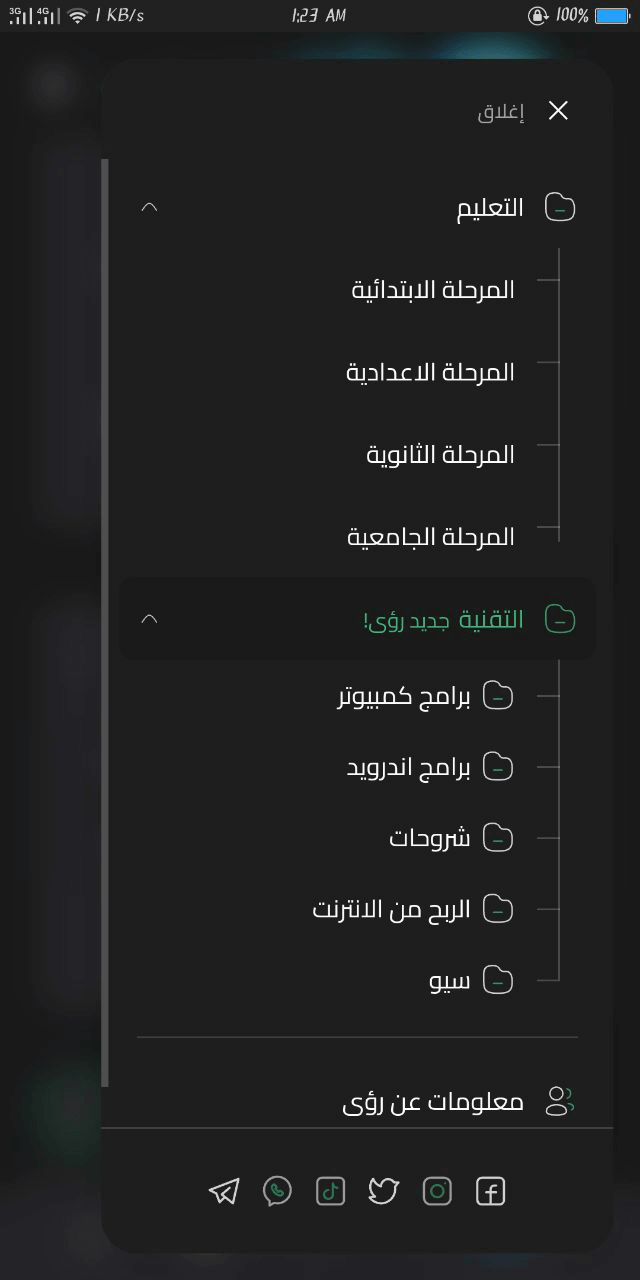 3G 4G 1 KB/s 1:23 AM 100%
إغلاق
التعليم
المرحلة الابتدائية
المرحلة الاعدادية
المرحلة الثانوية
المرحلة الجامعية
التقنية جديد رؤى!
برامج كمبيوتر
برامج اندرويد
شروحات
الربح من الانترنت
سيو
معلومات عن رؤى